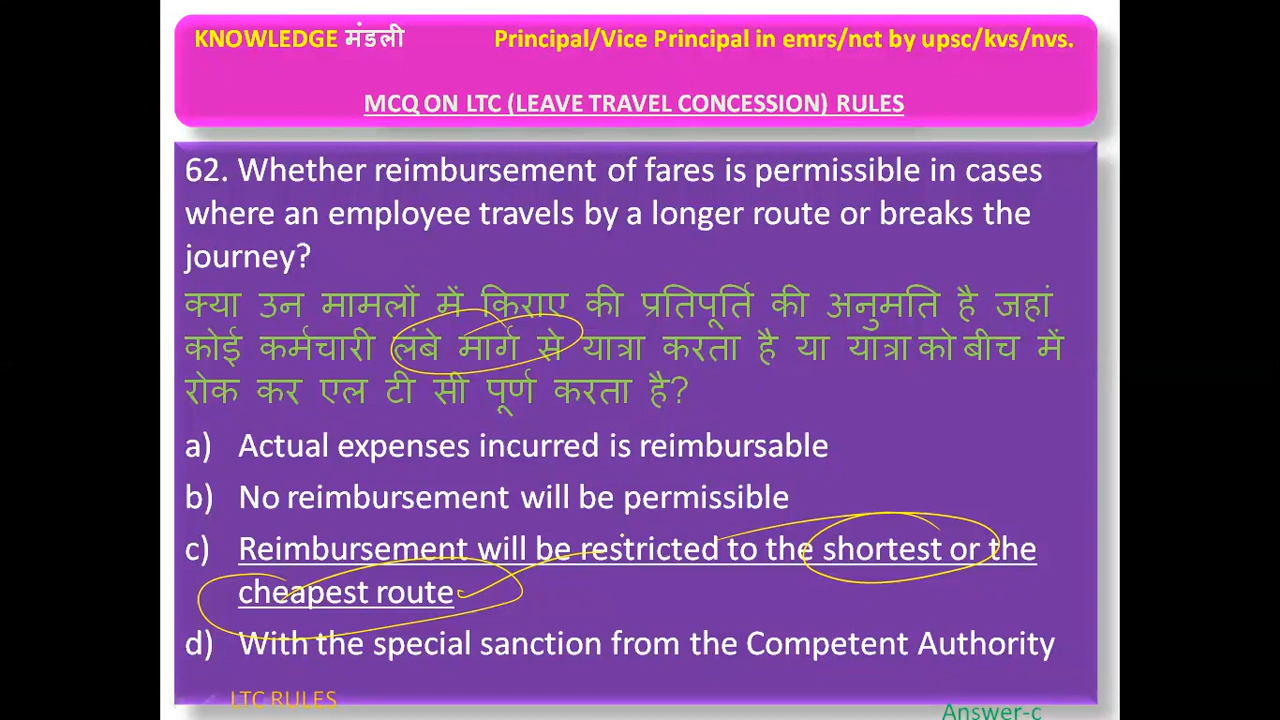 KNOWLEDGE मंडली Principal/Vice Principal in emrs/nct by upsc/kvs/nvs.
MCQ ON LTC (LEAVE TRAVEL CONCESSION) RULES
62. Whether reimbursement of fares is permissible in cases
where an employee travels by a longer route or breaks the
journey?
क्या उन मामलों में किराए की प्रतिपूर्ति की अनुमति है जहां
कोई कर्मचारी लंबे मार्ग से यात्रा करता है या यात्रा को बीच में
रोक कर एल टी सी पूर्ण करता है?
a) Actual expenses incurred is reimbursable
b) No reimbursement will be permissible
c) Reimbursement will be restricted to the shortest or the
cheapest route
d) With the special sanction from the Competent Authority
LTC RULES
Answer-c